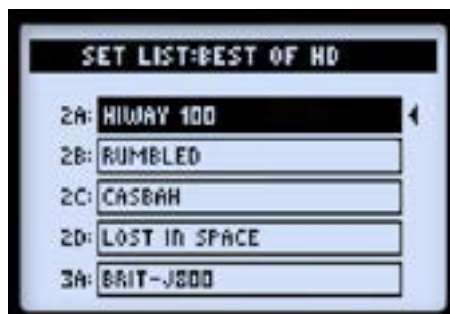 SET LIST:BEST OF HD
2A: HIWAY 100
2B: RUMBLED
2C: CASBAH
2D: LOST IN SPACE
3A: BRIT-J800